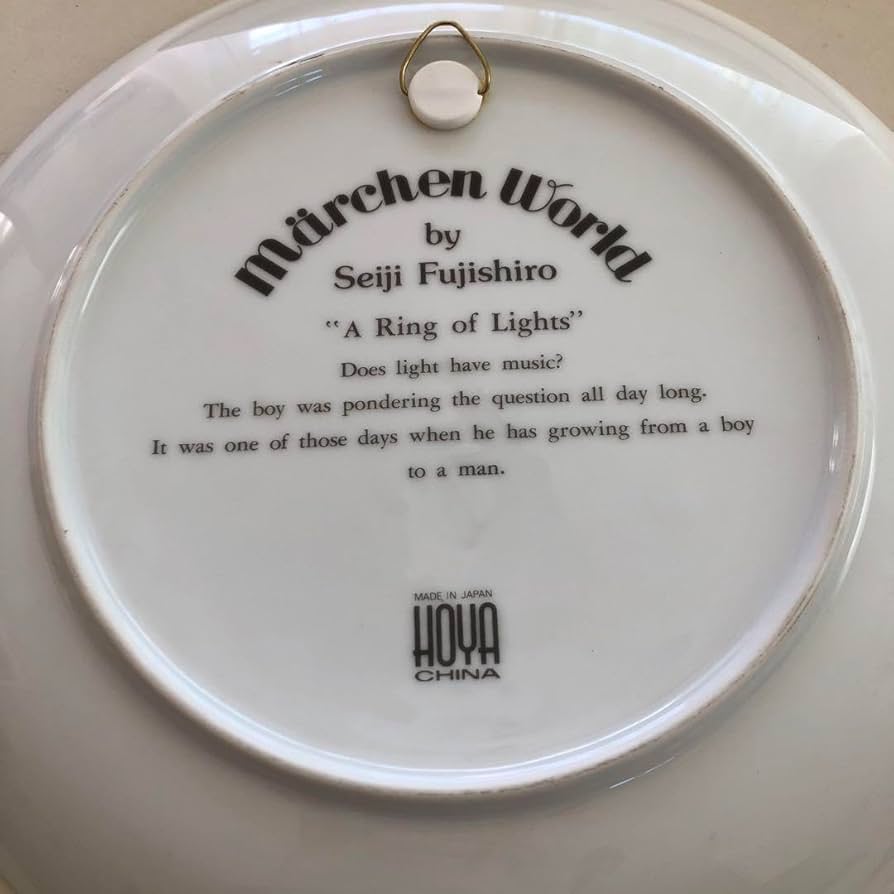 Märchen World
by
Seiji Fujishiro
“A Ring of Lights”
Does light have music?
The boy was pondering the question all day long.
It was one of those days when he has growing from a boy
to a man.
MADE IN JAPAN
HOYA
CHINA